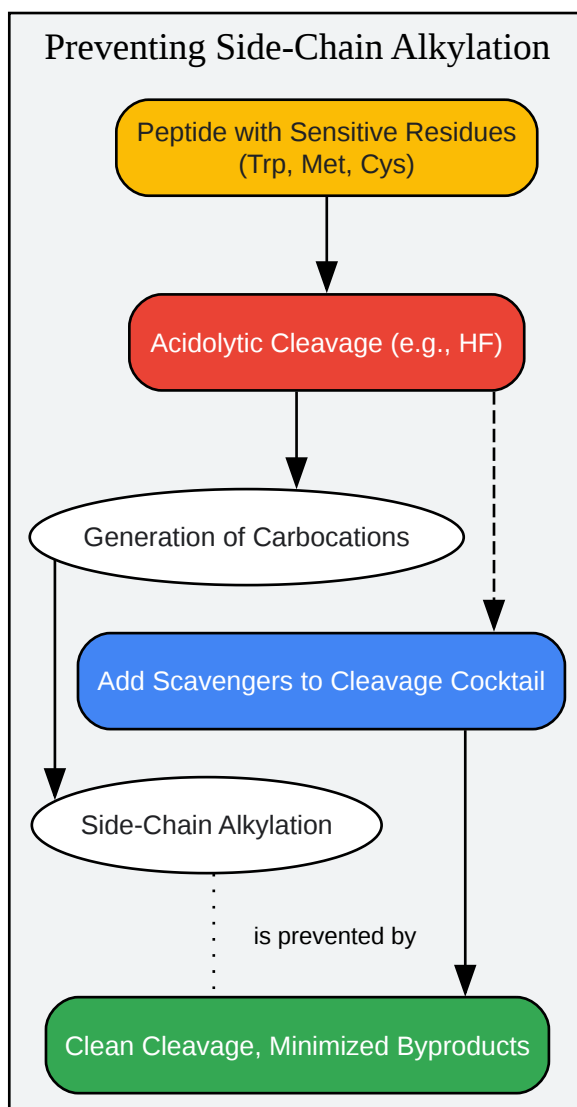 Preventing Side-Chain Alkylation
Peptide with Sensitive Residues
(Trp, Met, Cys)
Acidolytic Cleavage (e.g., HF)
Generation of Carbocations
Add Scavengers to Cleavage Cocktail
Side-Chain Alkylation
is prevented by
Clean Cleavage, Minimized Byproducts